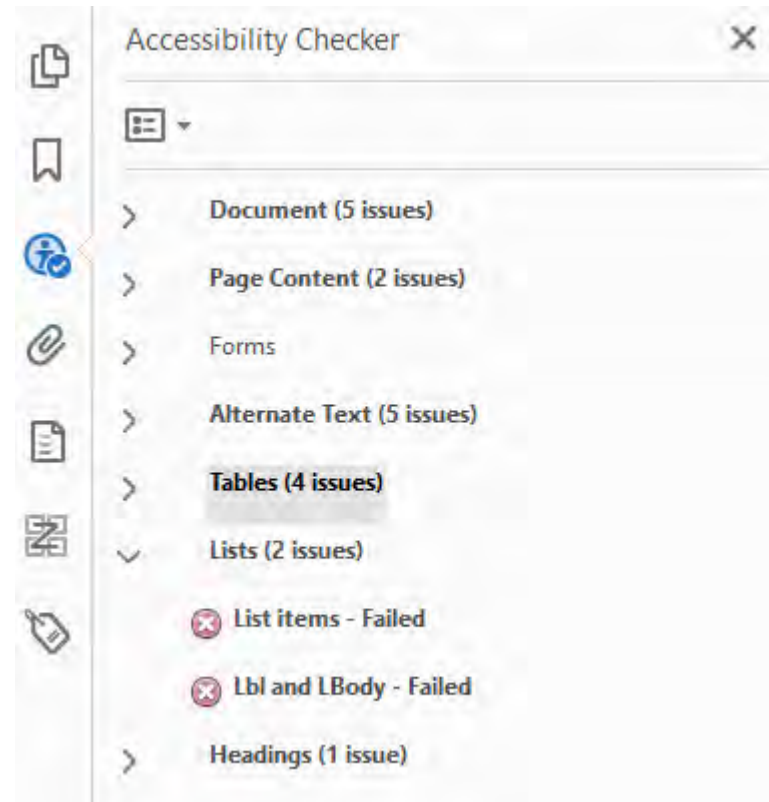 Accessibility Checker
Document (5 issues)
Page Content (2 issues)
Forms
Alternate Text (5 issues)
Tables (4 issues)
Lists (2 issues)
List items - Failed
Lbl and LBody - Failed
Headings (1 issue)